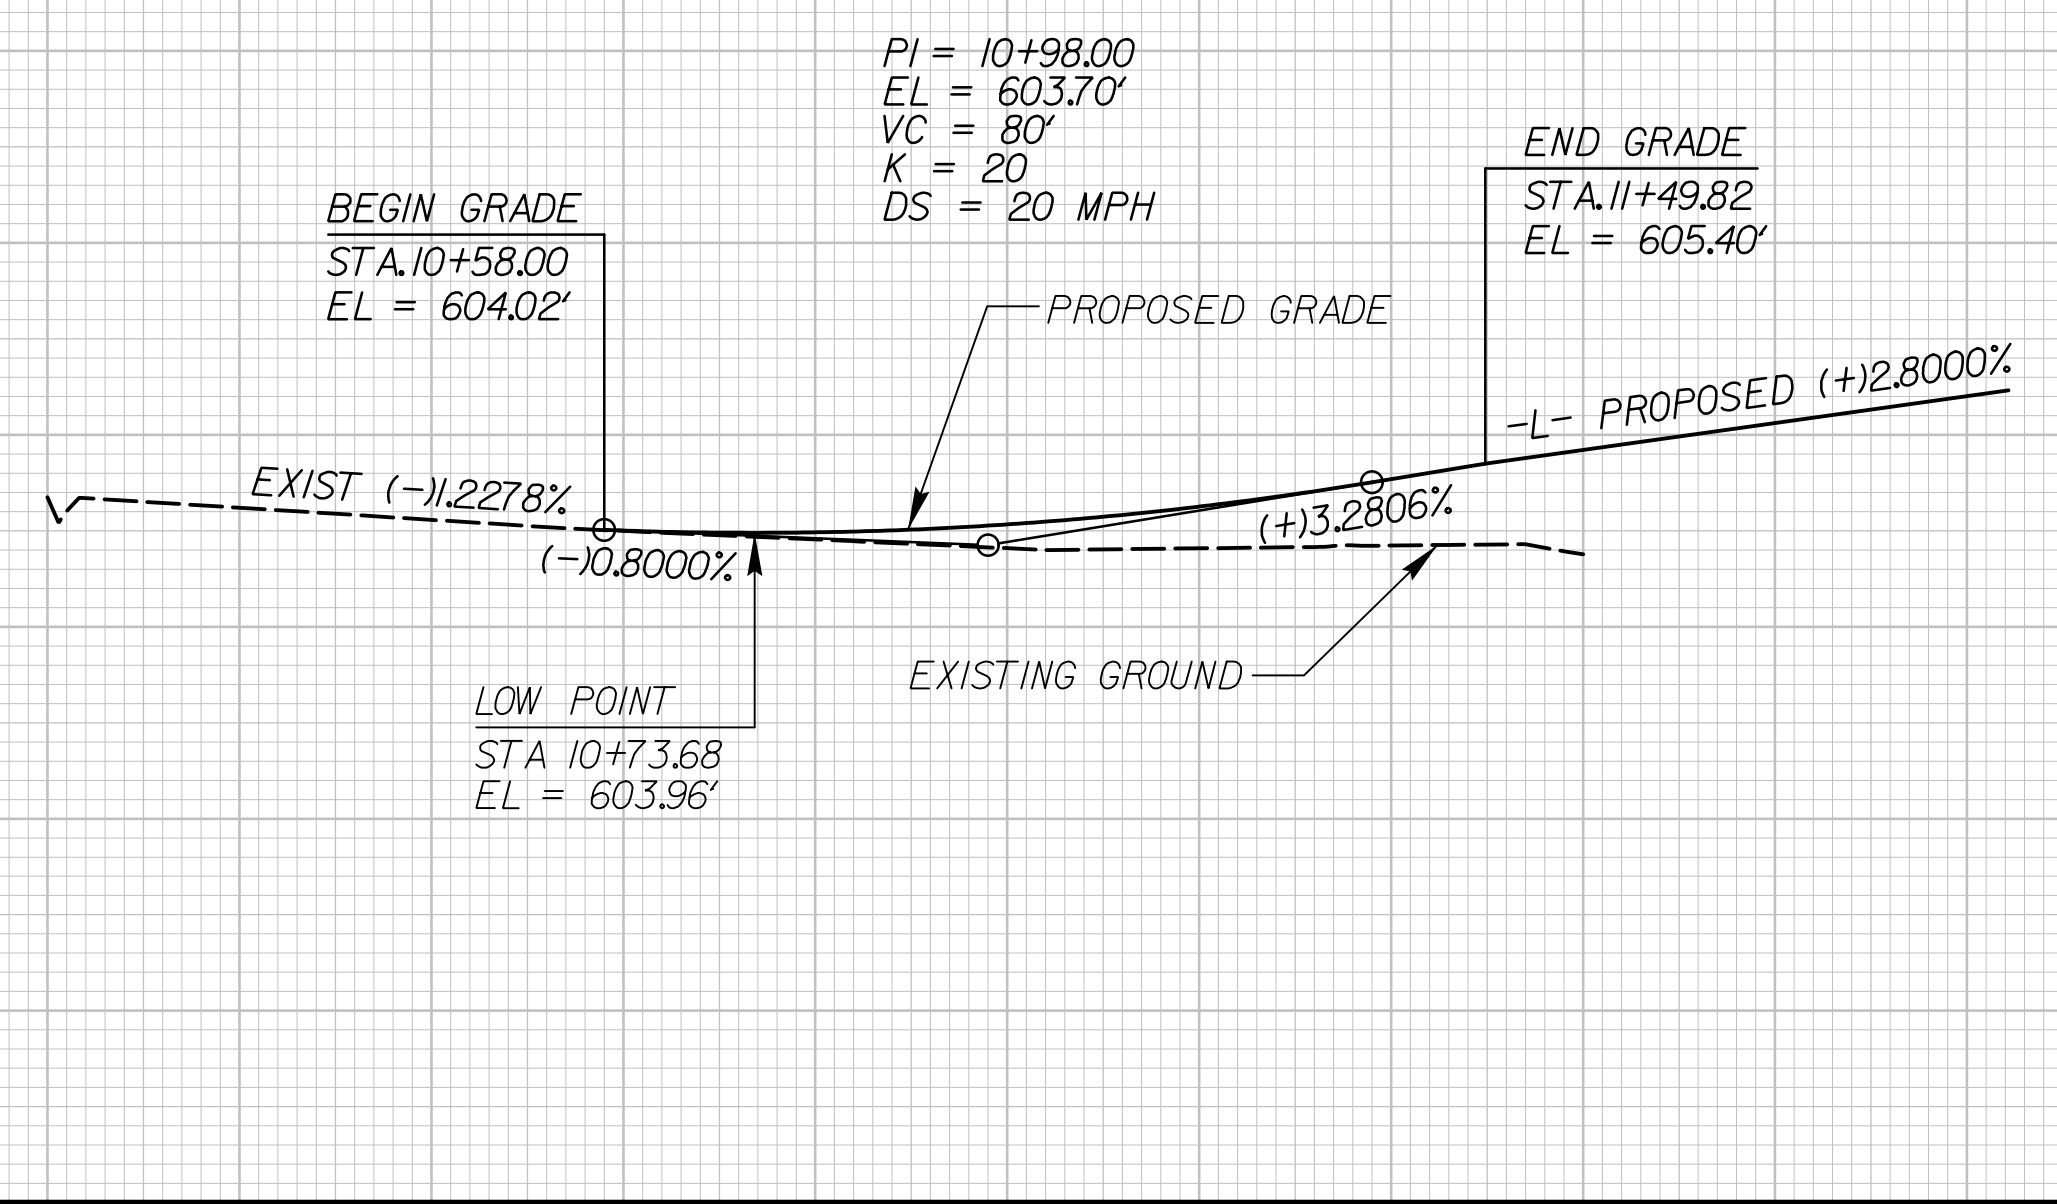 PI = 10+98.00
EL = 603.70'
VC = 80'
K = 20
DS = 20 MPH
END GRADE
STA.11+49.82
EL = 605.40'
BEGIN GRADE
STA.10+58.00
EL = 604.02'
PROPOSED GRADE
-L- PROPOSED (+)2.8000%
EXIST (-)1.2278%
(+)3.2806%
(-)0.8000%
EXISTING GROUND
LOW POINT
STA 10+73.68
EL = 603.96'